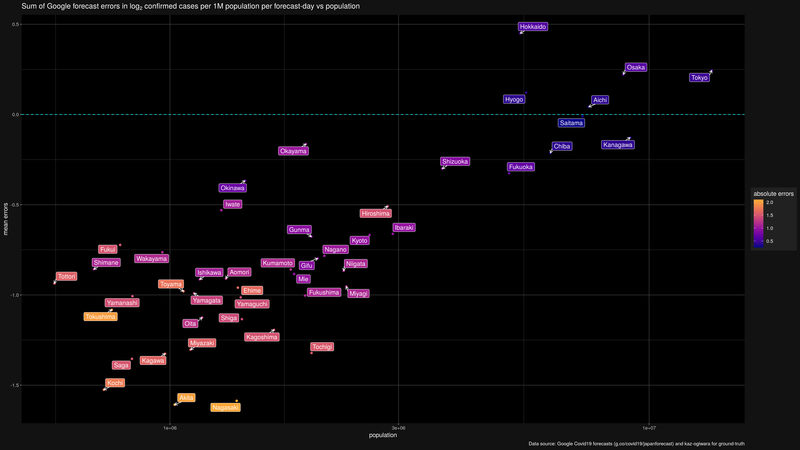 Sum of Google forecast errors in log₂ confirmed cases per 1M population per forecast-day vs population
0.5
Hokkaido
Osaka
Tokyo
Hyogo
Aichi
0.0
Saitama
Chiba
Kanagawa
Okayama
Shizuoka
Fukuoka
Okinawa
absolute errors
2.0
1.5
1.0
0.5
mean errors
-0.5
Iwate
Hiroshima
Gunma
Ibaraki
Kyoto
Fukui
Nagano
Wakayama
Shimane
Kumamoto
Gifu
Niigata
Ishikawa
Aomori
Tottori
Mie
Toyama
Ehime
Fukushima
Miyagi
-1.0
Yamanashi
Yamagata
Yamaguchi
Tokushima
Oita
Shiga
Kagoshima
Miyazaki
Tochigi
Saga
Kagawa
Kochi
-1.5
Akita
Nagasaki
1e+06
3e+06
1e+07
population
Data source: Google Covid19 forecasts (g.co/covid19/japanforecast) and kaz-ogiwara for ground-truth